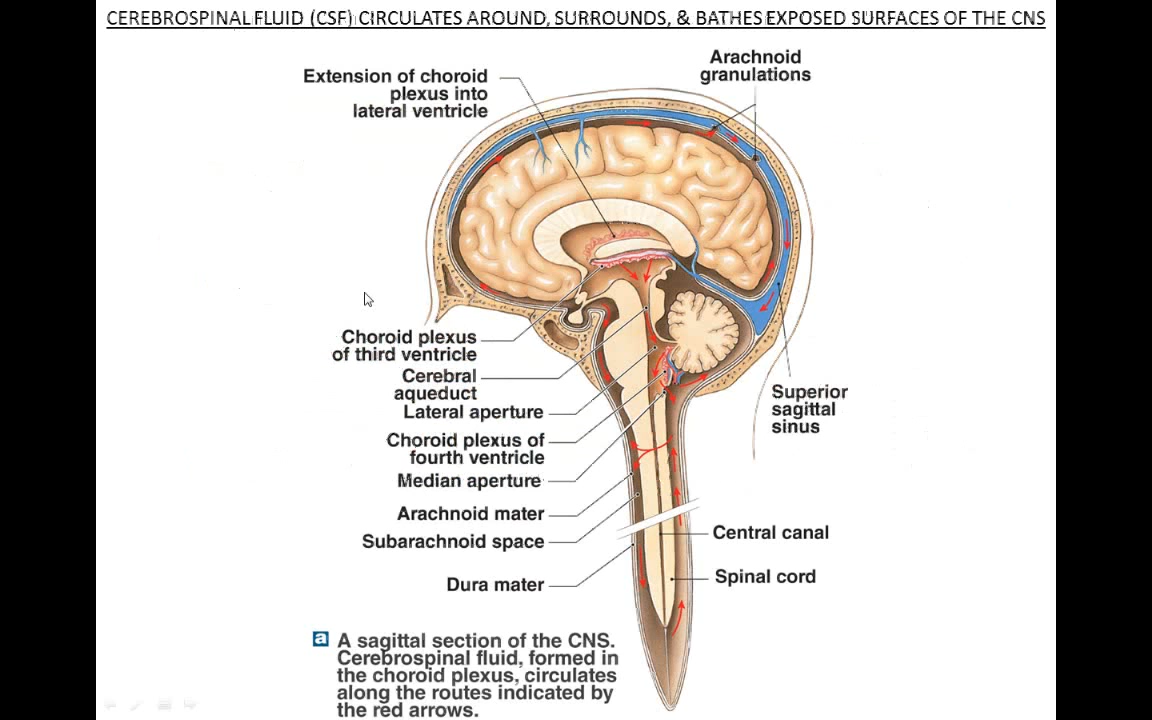 CEREBROSPINAL FLUID (CSF) CIRCULATES AROUND, SURROUNDS, & BATHES EXPOSED SURFACES OF THE CNS
Extension of choroid
plexus into
lateral ventricle
Arachnoid
granulations
Choroid plexus
of third ventricle
Cerebral
aqueduct
Lateral aperture
Choroid plexus of
fourth ventricle
Median aperture
Arachnoid mater
Subarachnoid space
Dura mater
Superior
sagittal
sinus
Central canal
Spinal cord
a A sagittal section of the CNS.
Cerebrospinal fluid, formed in
the choroid plexus, circulates
along the routes indicated by
the red arrows.